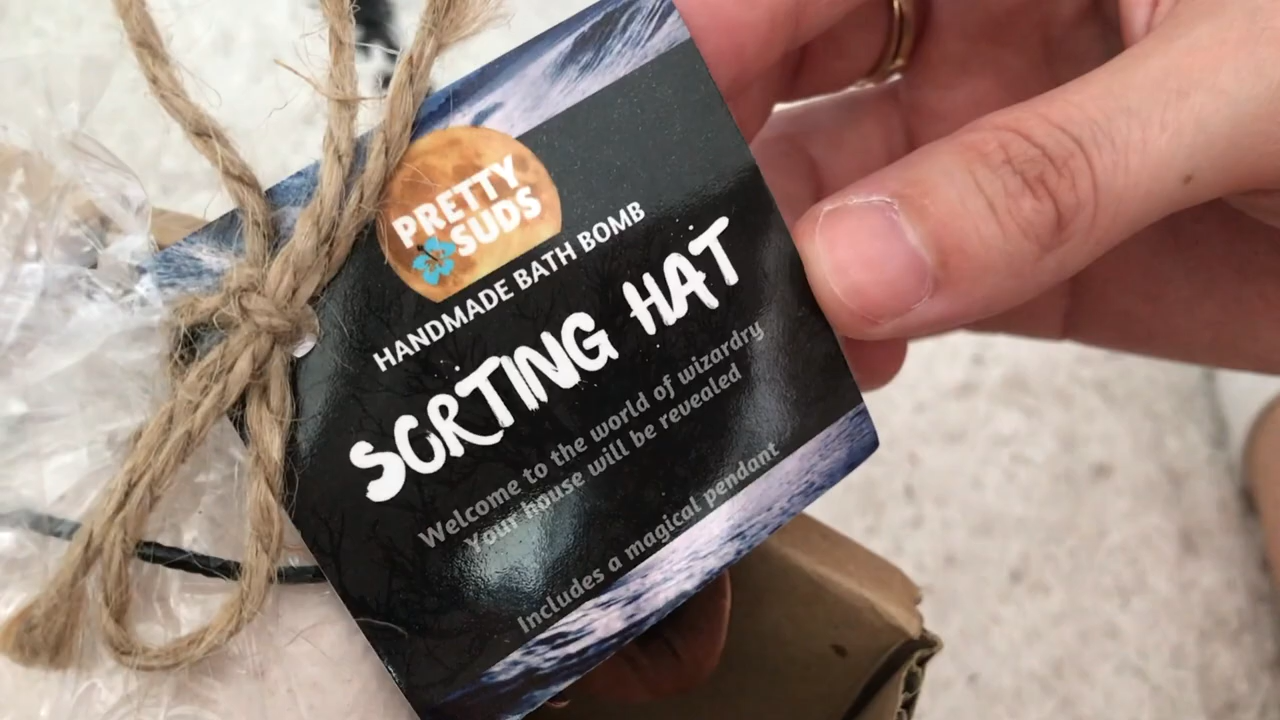 PRETTY
SUDS
HANDMADE BATH BOMB
SORTING HAT
Welcome to the world of wizardry
Your house will be revealed
Includes a magical pendant